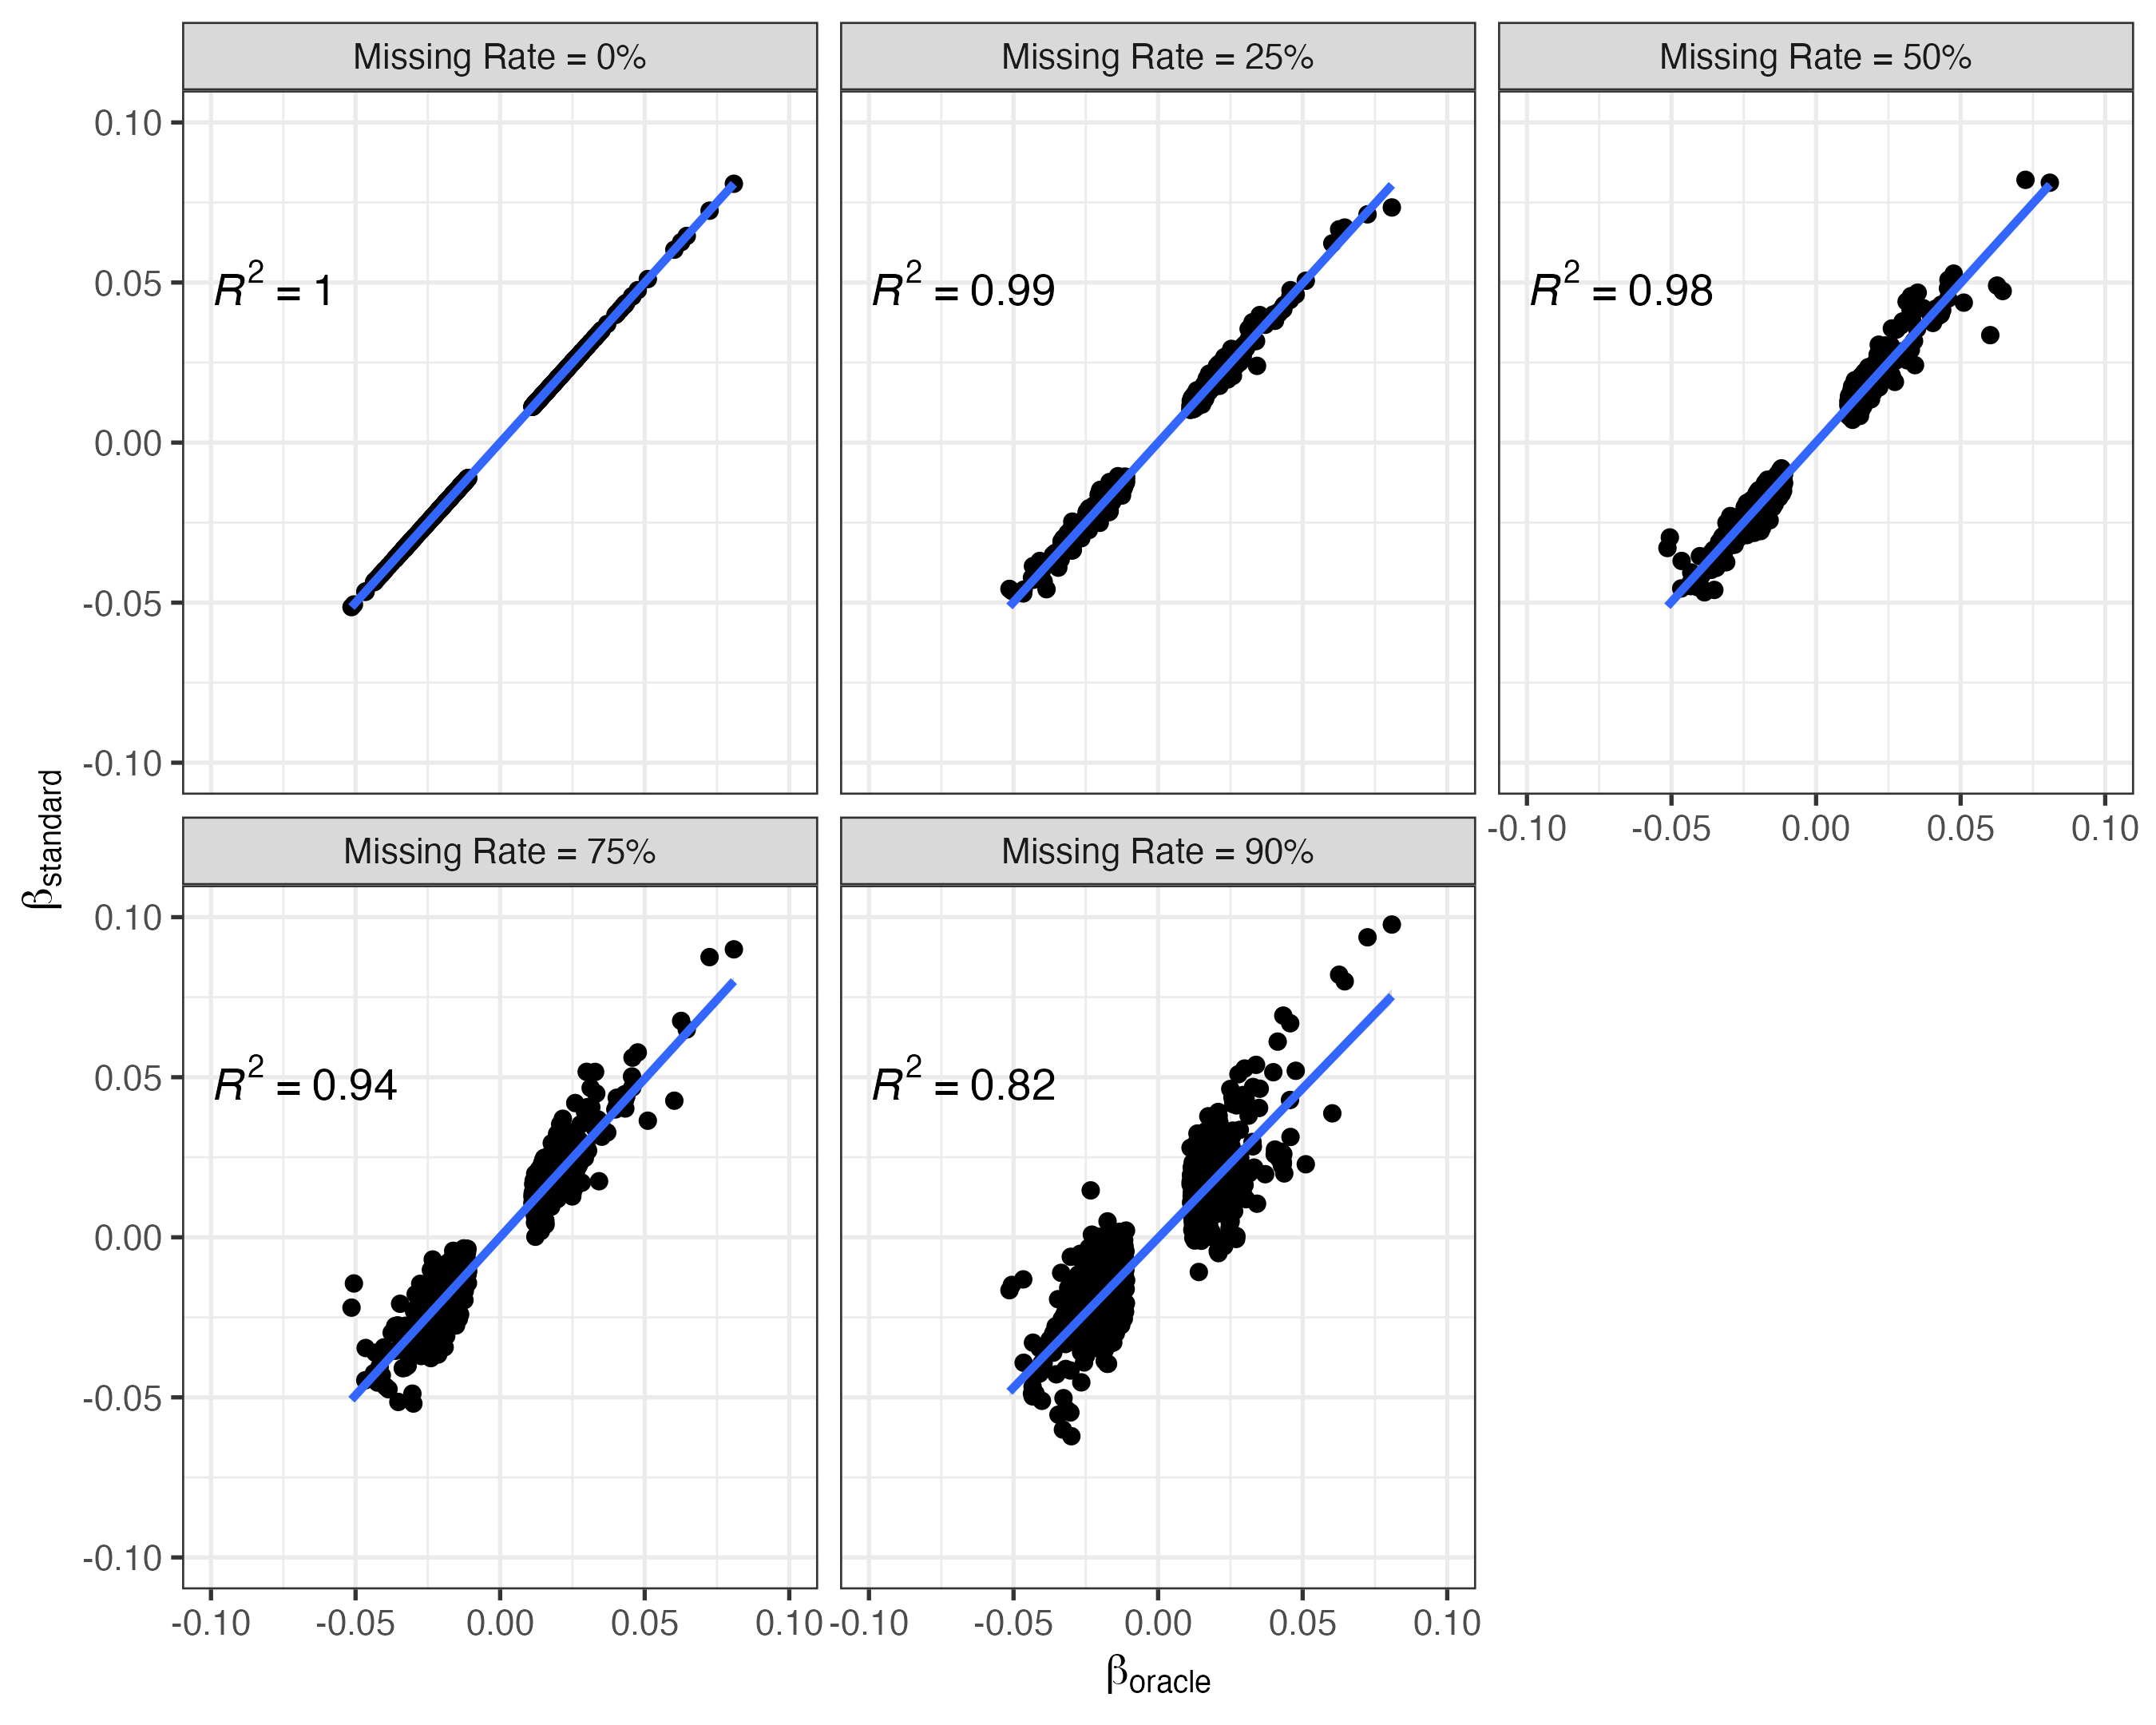 Missing Rate = 0%
Missing Rate = 25%
Missing Rate = 50%
0.10
0.05
0.00
-0.05
-0.10
R² = 1
R² = 0.99
R² = 0.98
-0.10 -0.05 0.00 0.05 0.10
Missing Rate = 75%
Missing Rate = 90%
0.10
0.05
0.00
-0.05
-0.10
R² = 0.94
R² = 0.82
-0.10 -0.05 0.00 0.05 0.10
-0.10 -0.05 0.00 0.05 0.10
βstandard
βoracle